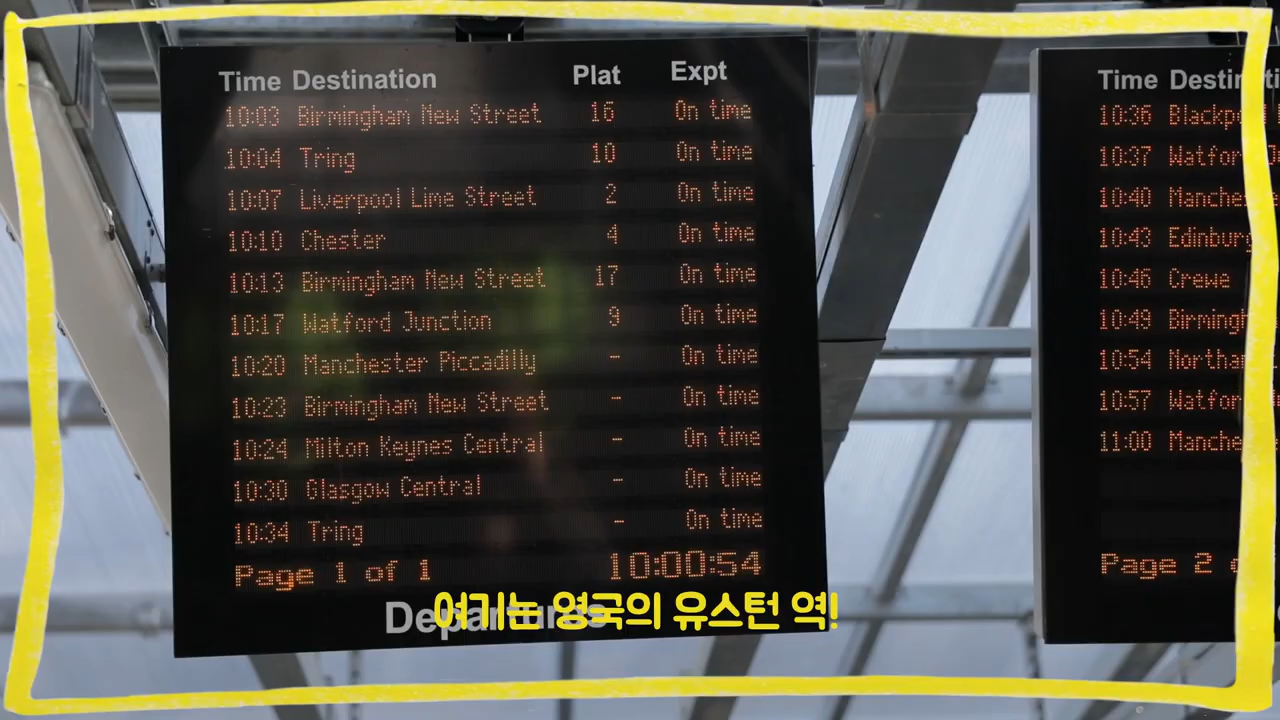 Time Destination Plat Expt
10:03 Birmingham New Street 16 On time
10:04 Tring 10 On time
10:07 Liverpool Lime Street 2 On time
10:10 Chester 4 On time
10:13 Birmingham New Street 17 On time
10:17 Watford Junction 9 On time
10:20 Manchester Piccadilly - On time
10:23 Birmingham New Street - On time
10:24 Milton Keynes Central - On time
10:30 Glasgow Central - On time
10:34 Tring - On time
Page 1 of 1 10:00:54
Departures
여기는 영국의 유스턴 역!
Time
10:36
10:37
10:40
10:43
10:46 Crewe
10:49
10:54
10:57
11:00
Page 2